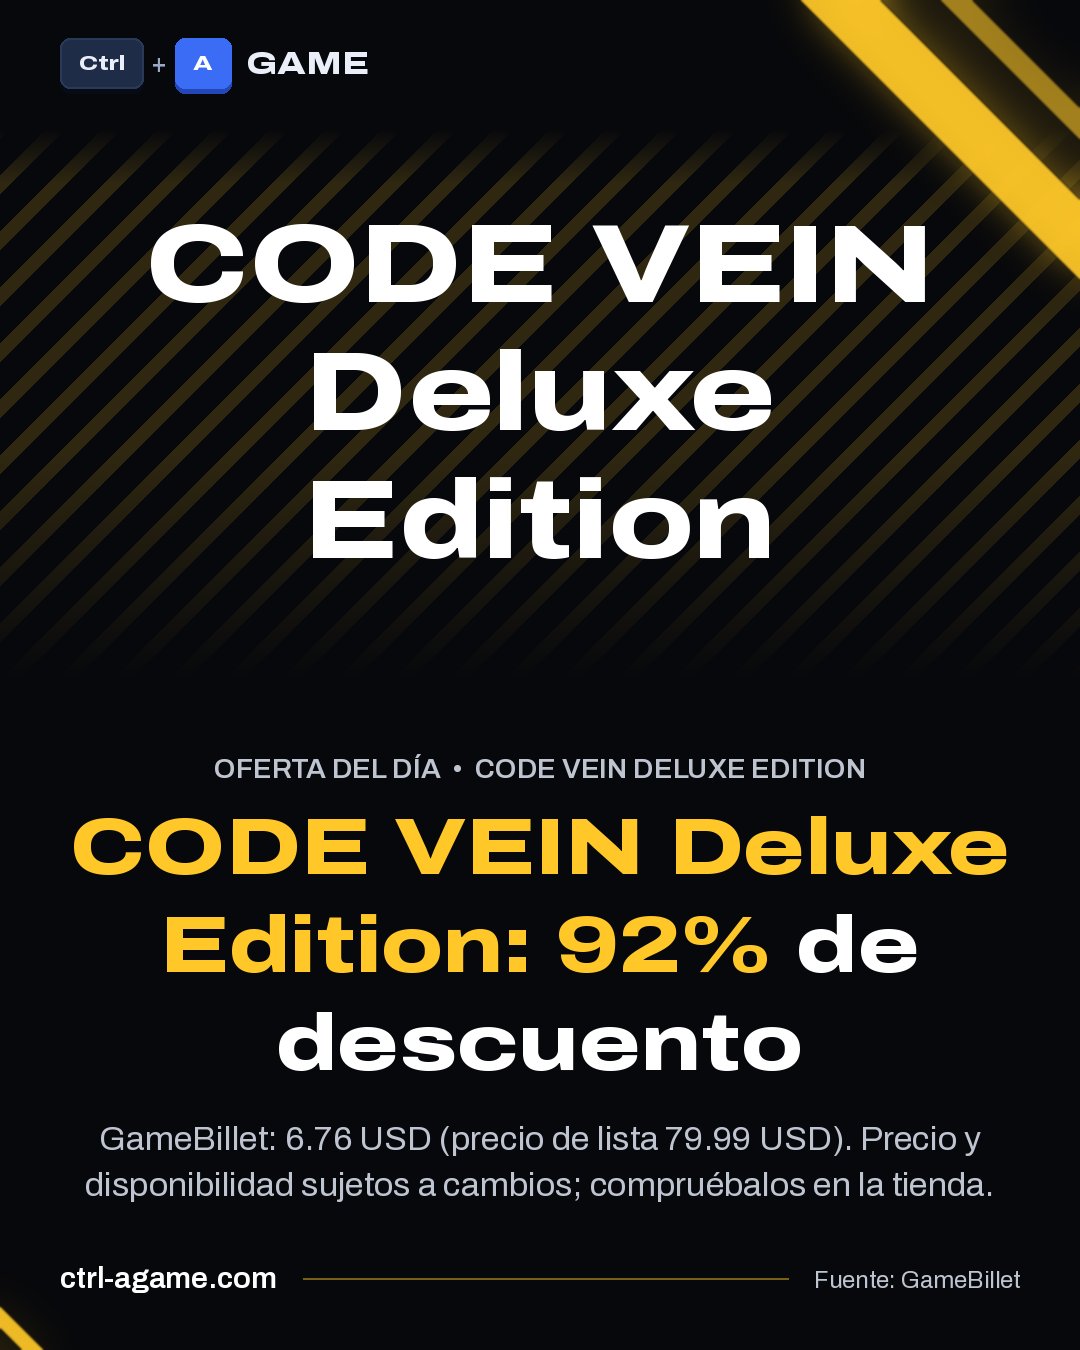 Ctrl + A GAME
CODE VEIN
Deluxe
Edition
OFERTA DEL DÍA • CODE VEIN DELUXE EDITION
CODE VEIN Deluxe
Edition: 92% de
descuento
GameBillet: 6.76 USD (precio de lista 79.99 USD). Precio y
disponibilidad sujetos a cambios; compruébalos en la tienda.
ctrl-agame.com
Fuente: GameBillet